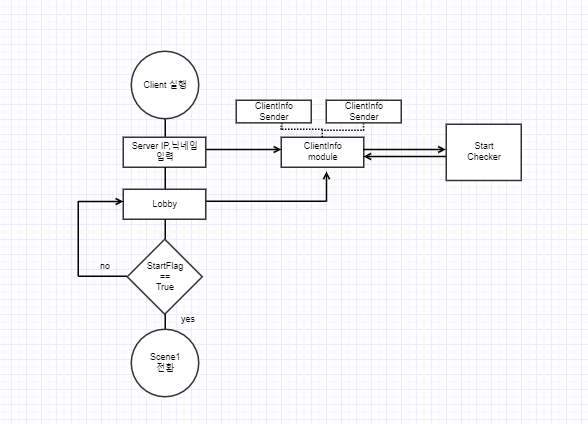 Client 실행
ClientInfo
Sender
ClientInfo
Sender
Server IP,닉네임
입력
ClientInfo
module
Start
Checker
Lobby
no
StartFlag
==
True
yes
Scene1
전환